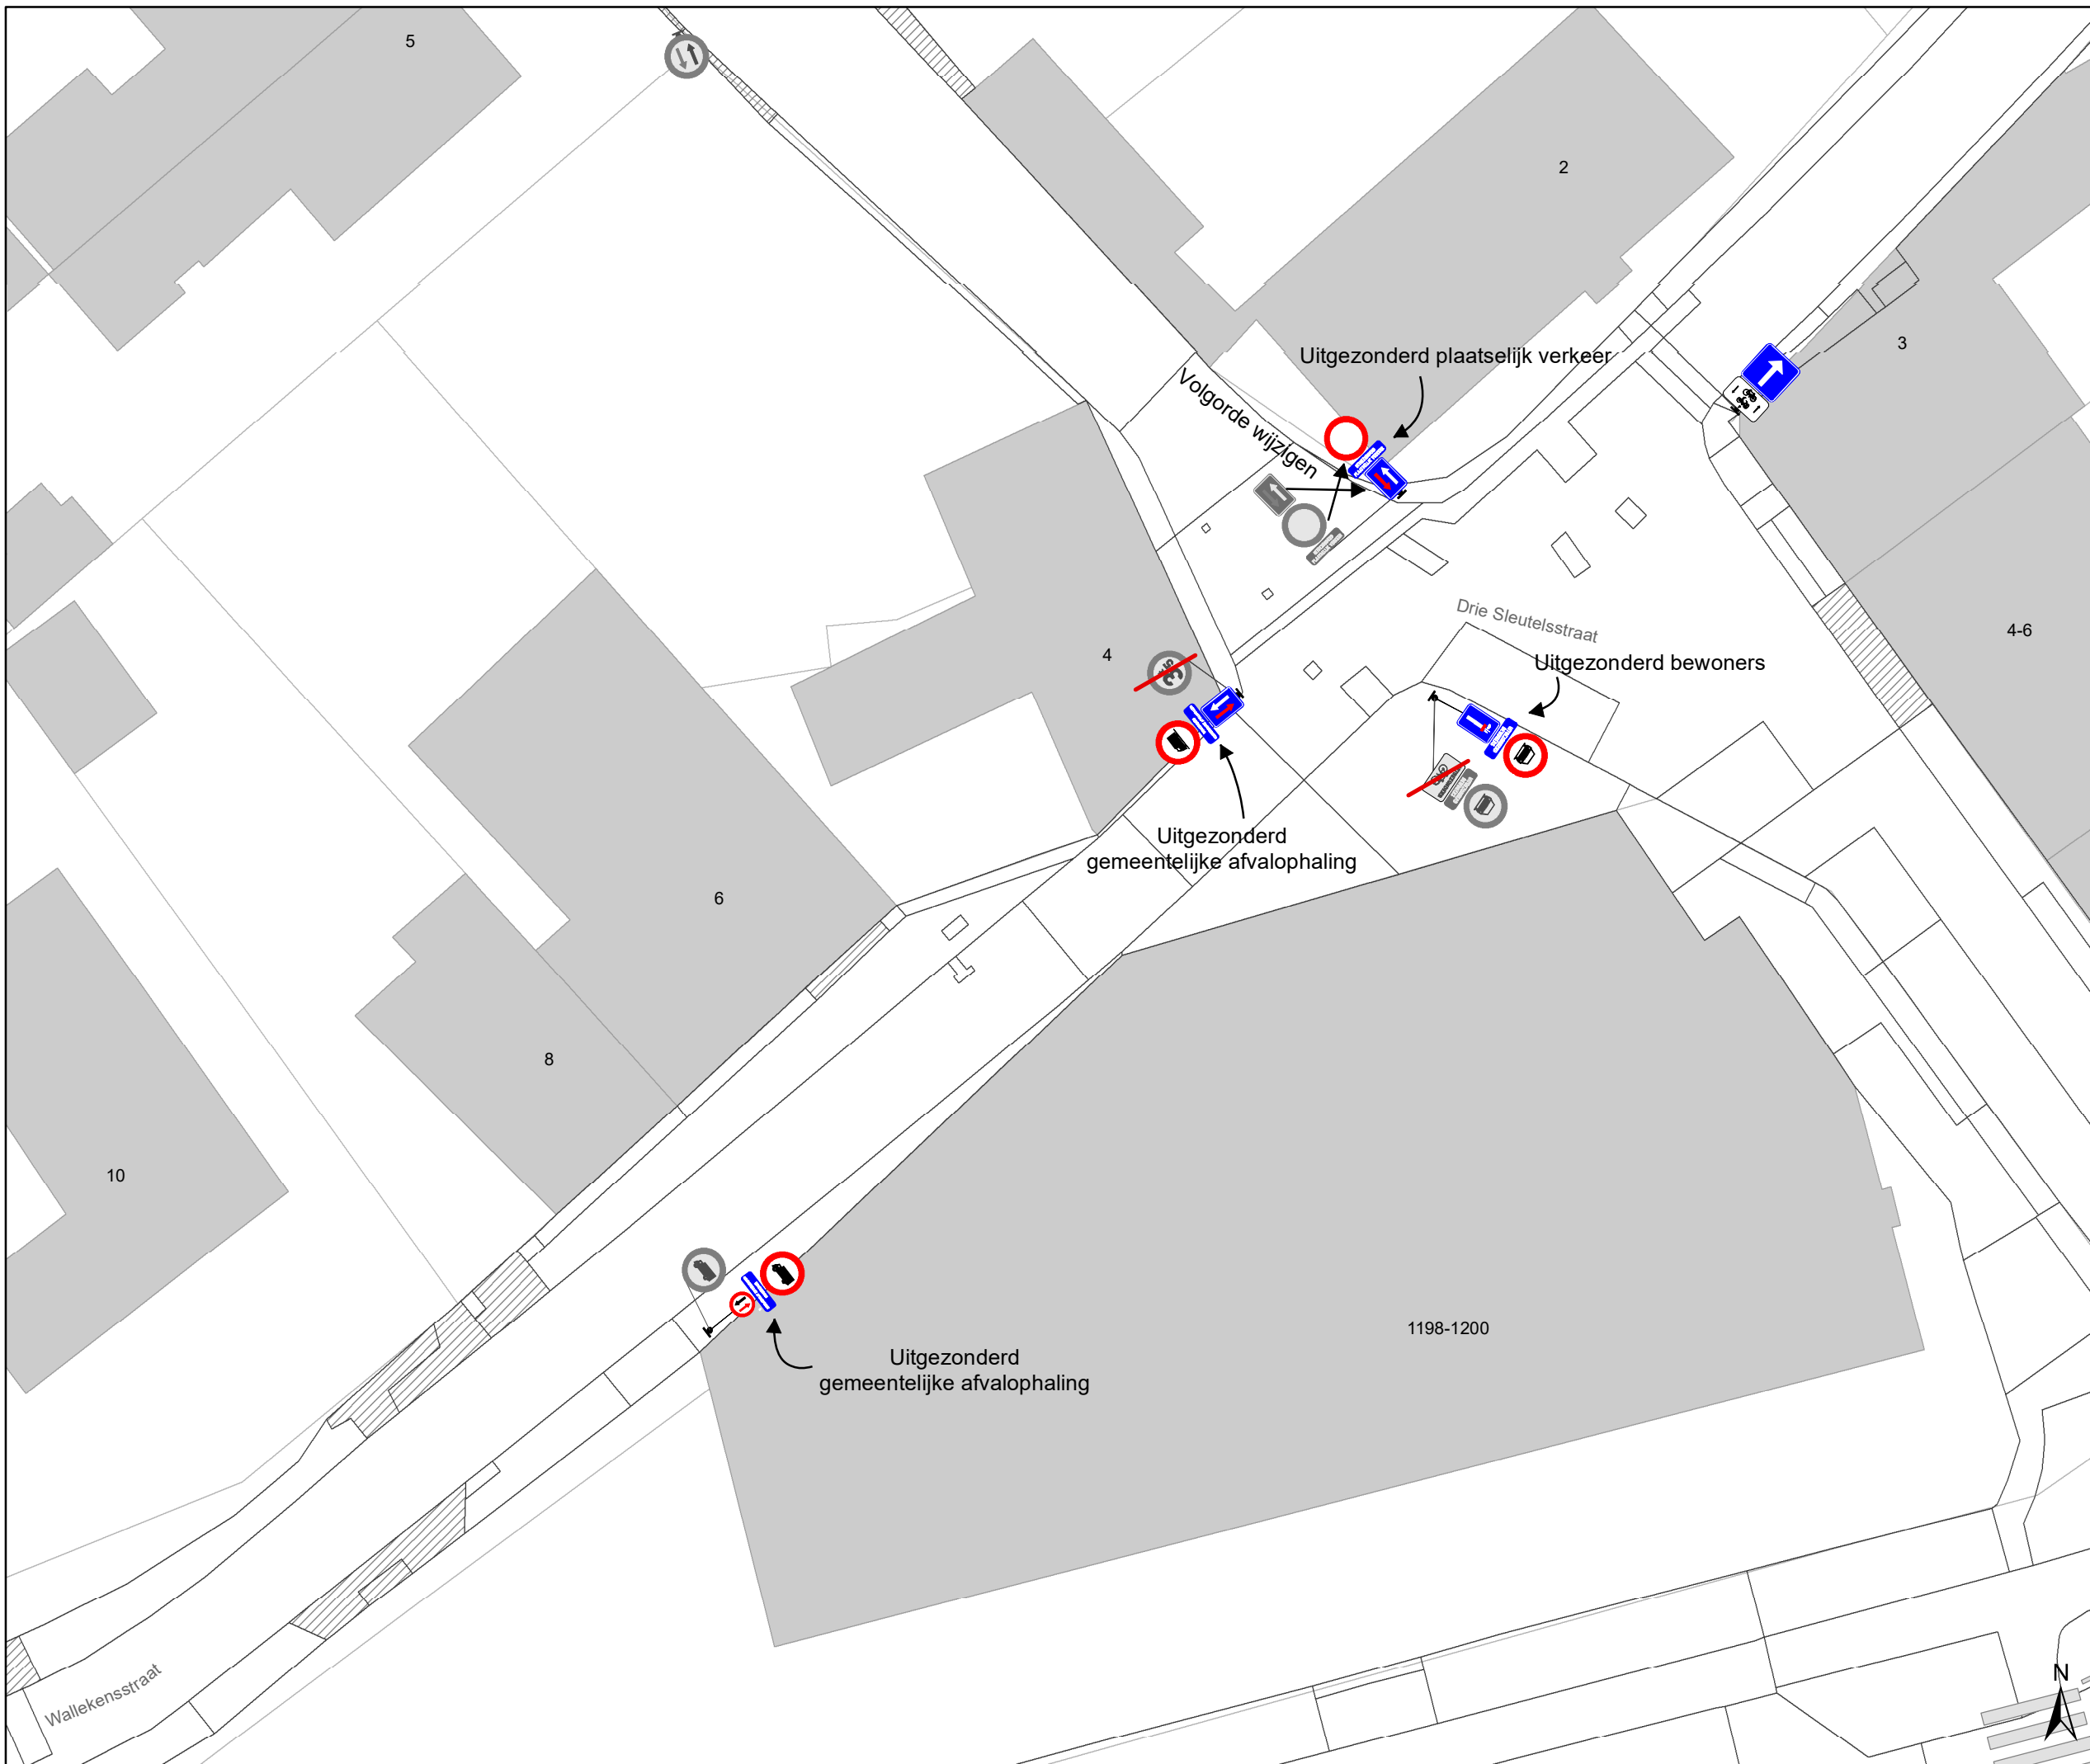 5
2
Uitgezonderd plaatselijk verkeer
3
Volgorde wijzigen
Drie Sleutelsstraat
4-6
4
Uitgezonderd bewoners
Uitgezonderd
gemeentelijke afvalophaling
6
8
10
1198-1200
Uitgezonderd
gemeentelijke afvalophaling
Wallekensstraat
N